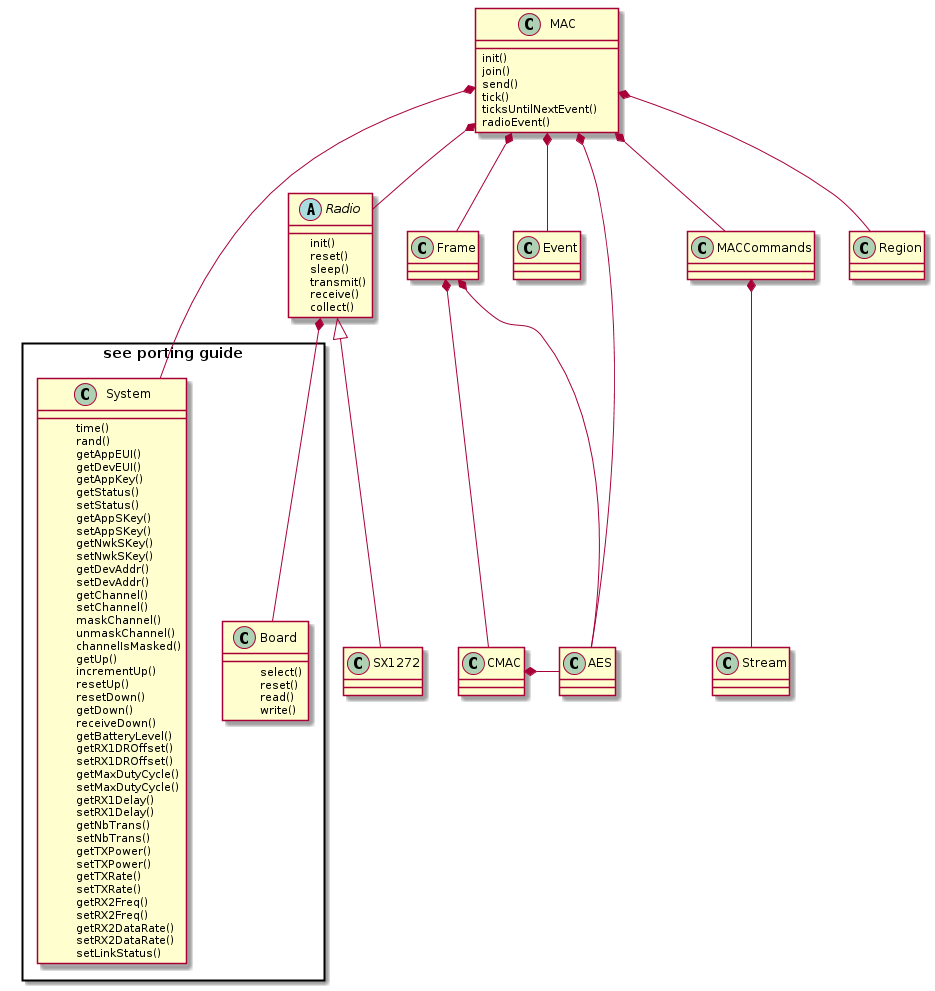 C MAC
init()
join()
send()
tick()
ticksUntilNextEvent()
radioEvent()
A Radio
init()
reset()
sleep()
transmit()
receive()
collect()
C Frame
C Event
C MACCommands
C Region
see porting guide
C System
time()
rand()
getAppEUI()
getDevEUI()
getAppKey()
getStatus()
setStatus()
getAppSKey()
setAppSKey()
getNwkSKey()
setNwkSKey()
getDevAddr()
setDevAddr()
getChannel()
setChannel()
maskChannel()
unmaskChannel()
channelIsMasked()
getUp()
incrementUp()
resetUp()
resetDown()
getDown()
receiveDown()
getBatteryLevel()
getRX1DROffset()
setRX1DROffset()
getMaxDutyCycle()
setMaxDutyCycle()
getRX1Delay()
setRX1Delay()
getNbTrans()
setNbTrans()
getTXPower()
setTXPower()
getTXRate()
setTXRate()
getRX2Freq()
setRX2Freq()
getRX2DataRate()
setRX2DataRate()
setLinkStatus()
C Board
select()
reset()
read()
write()
C SX1272
C CMAC
C AES
C Stream